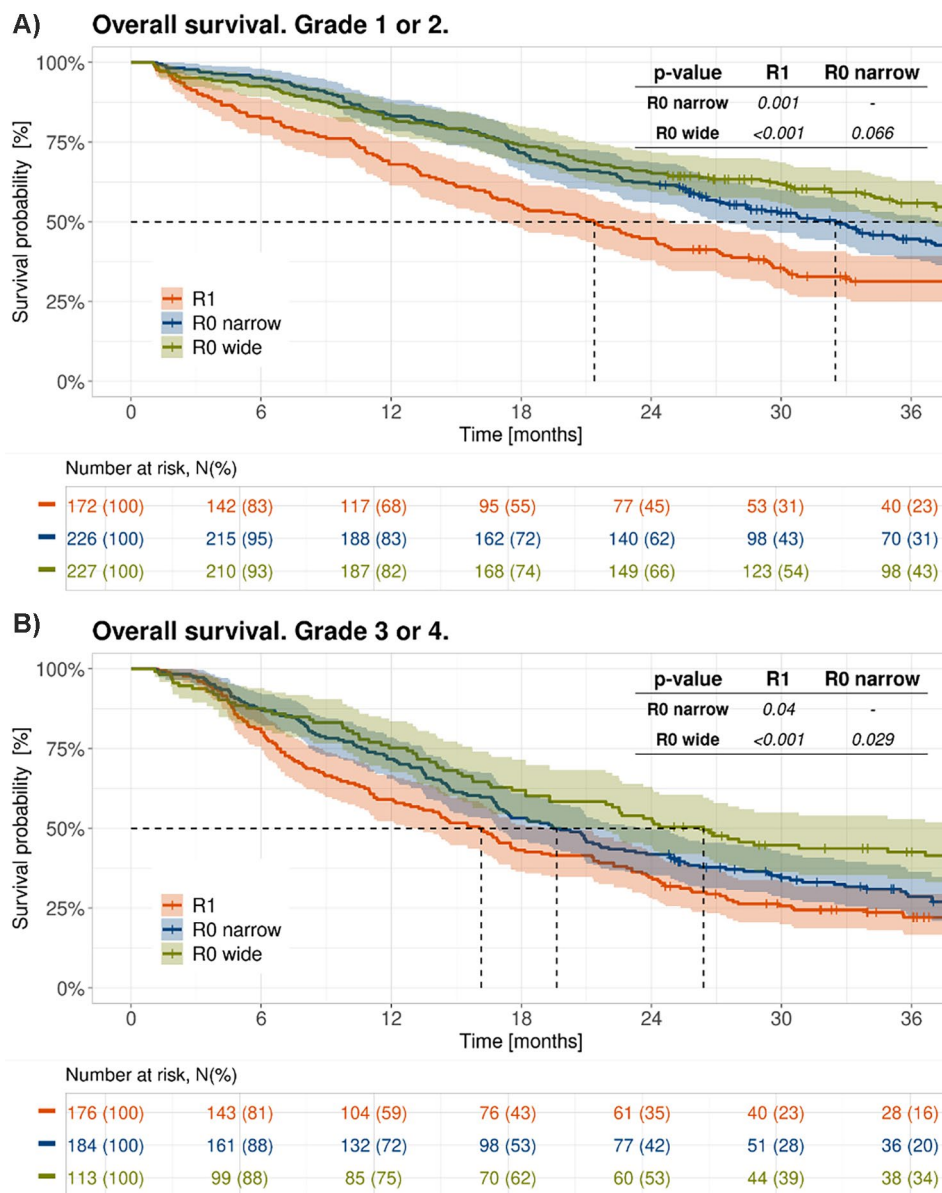 A) Overall survival. Grade 1 or 2.
100%
75%
50%
25%
0%
Survival probability [%]
p-value R1 R0 narrow
R0 narrow 0.001 -
R0 wide <0.001 0.066
R1
R0 narrow
R0 wide
0 6 12 18 24 30 36
Time [months]
Number at risk, N(%)
172 (100) 142 (83) 117 (68) 95 (55) 77 (45) 53 (31) 40 (23)
226 (100) 215 (95) 188 (83) 162 (72) 140 (62) 98 (43) 70 (31)
227 (100) 210 (93) 187 (82) 168 (74) 149 (66) 123 (54) 98 (43)
B) Overall survival. Grade 3 or 4.
100%
75%
50%
25%
0%
Survival probability [%]
p-value R1 R0 narrow
R0 narrow 0.04 -
R0 wide <0.001 0.029
R1
R0 narrow
R0 wide
0 6 12 18 24 30 36
Time [months]
Number at risk, N(%)
176 (100) 143 (81) 104 (59) 76 (43) 61 (35) 40 (23) 28 (16)
184 (100) 161 (88) 132 (72) 98 (53) 77 (42) 51 (28) 36 (20)
113 (100) 99 (88) 85 (75) 70 (62) 60 (53) 44 (39) 38 (34)